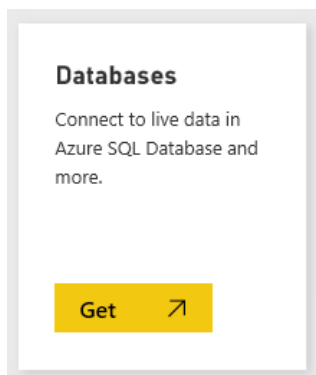 Databases
Connect to live data in
Azure SQL Database and
more.
Get